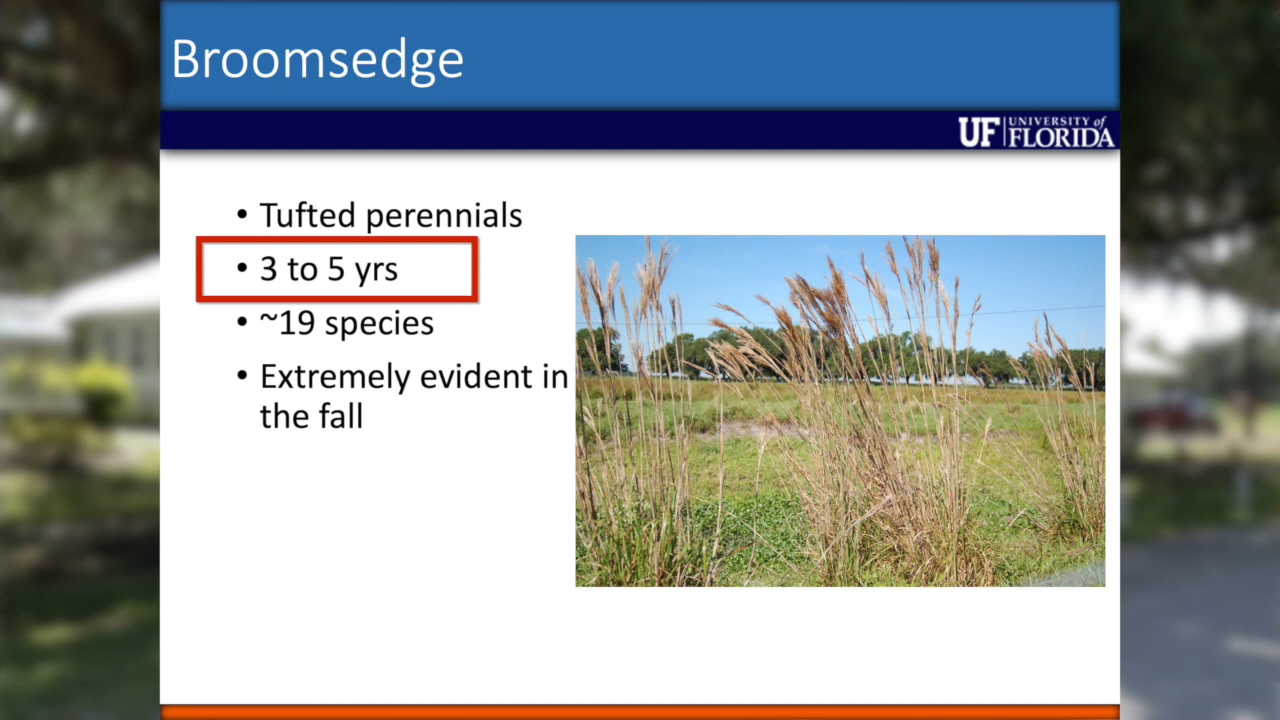 Broomsedge
UF UNIVERSITY of
FLORIDA
• Tufted perennials
• 3 to 5 yrs
• ~19 species
• Extremely evident in
the fall